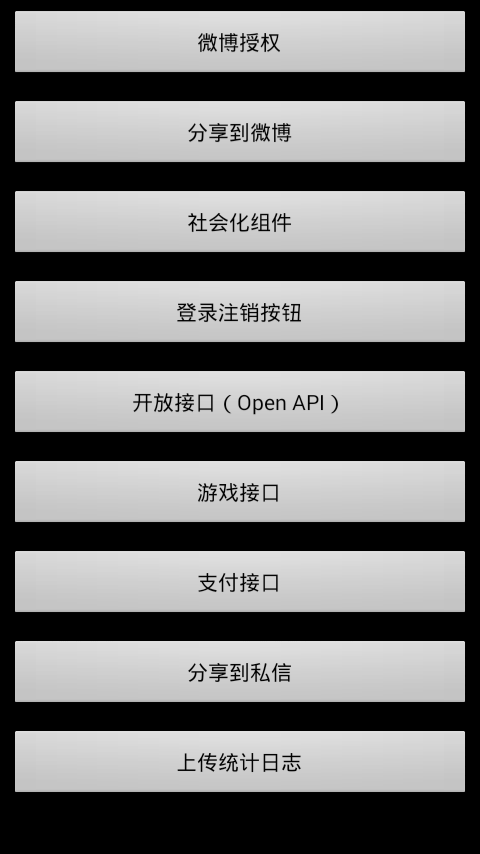 微博授权
分享到微博
社会化组件
登录注销按钮
开放接口（Open API）
游戏接口
支付接口
分享到私信
上传统计日志